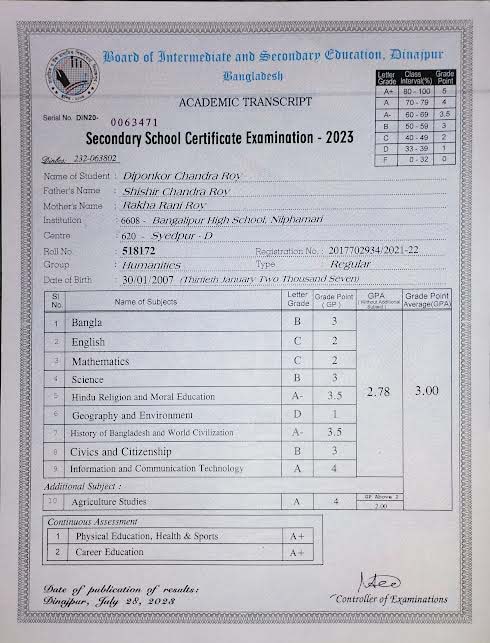 Board of Intermediate and Secondary Education, Dinajpur
Bangladesh
ACADEMIC TRANSCRIPT
Letter Grade Class Interval(%) Grade Point
A+ 80 - 100 5
A 70 - 79 4
A- 60 - 69 3.5
B 50 - 59 3
C 40 - 49 2
D 33 - 39 1
F 0 - 32 0
Serial No. DIN20- 0063471
Secondary School Certificate Examination - 2023
232-063802
Name of Student : Diponkor Chandra Roy
Father's Name : Shishir Chandra Roy
Mother's Name : Rakha Rani Roy
Institution : 6608 - Bangalipur High School, Nilphamari
Centre : 620 - Syedpur - D
Roll No. : 518172 Registration No. : 2017702934/2021-22
Group : Humanities Type : Regular
Date of Birth : 30/01/2007 (Thirtieth January Two Thousand Seven)
Sl No. Name of Subjects Letter Grade Grade Point (GP) GPA (Without Additional Subject) Grade Point Average(GPA)
1 Bangla B 3
2 English C 2
3 Mathematics C 2
4 Science B 3
5 Hindu Religion and Moral Education A- 3.5 2.78 3.00
6 Geography and Environment D 1
7 History of Bangladesh and World Civilization A- 3.5
8 Civics and Citizenship B 3
9 Information and Communication Technology A 4
Additional Subject :
10 Agriculture Studies A 4 GP Above 2
2.00
Continuous Assessment
1 Physical Education, Health & Sports A+
2 Career Education A+
Date of publication of results:
Dinajpur, July 28, 2023
Controller of Examinations